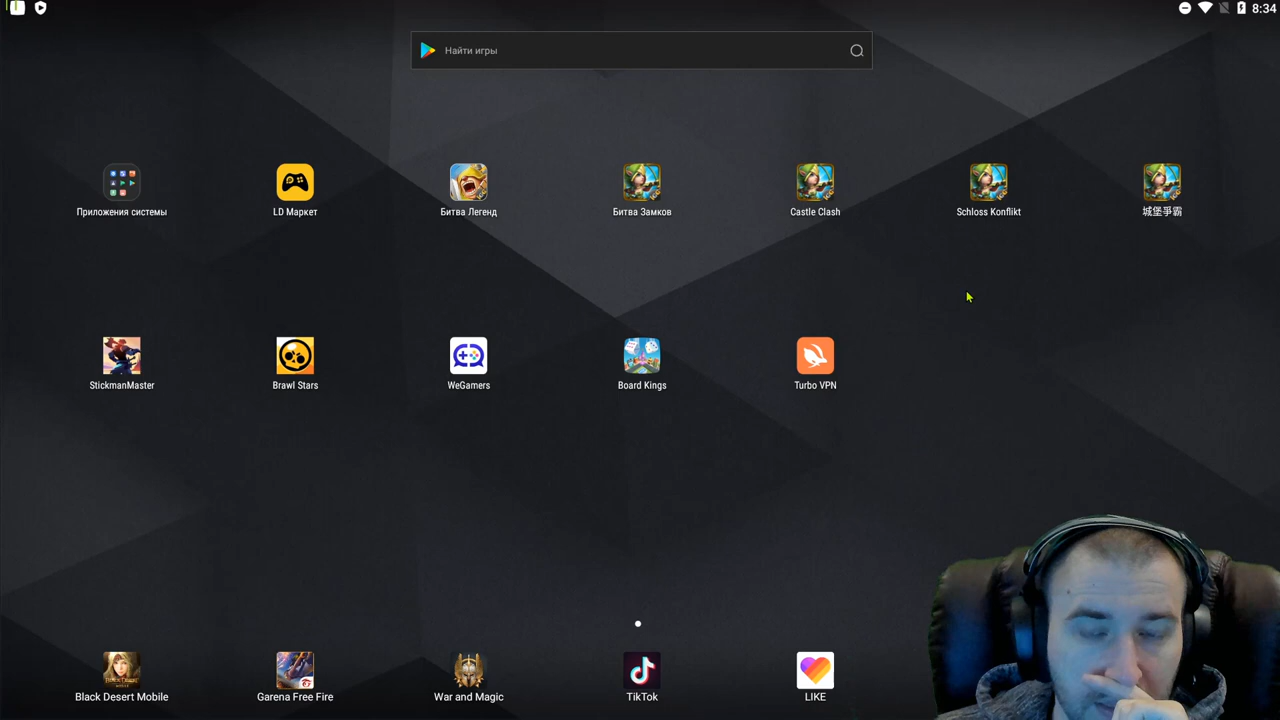 8:34
Найти игры
Приложения системы
LD Маркет
Битва Легенд
Битва Замков
Castle Clash
Schloss Konflikt
城堡爭霸
StickmanMaster
Brawl Stars
WeGamers
Board Kings
Turbo VPN
Black Desert Mobile
Garena Free Fire
War and Magic
TikTok
LIKE